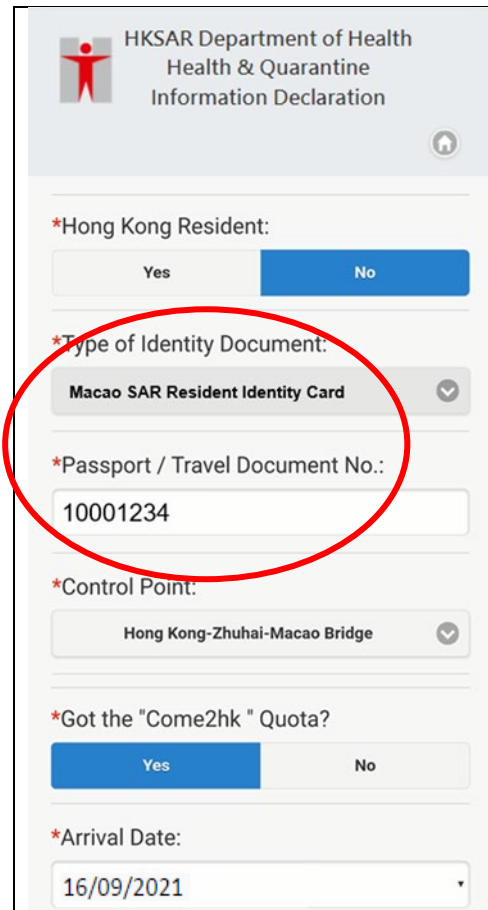 HKSAR Department of Health
Health & Quarantine
Information Declaration
*Hong Kong Resident:
Yes No
*Type of Identity Document:
Macao SAR Resident Identity Card
*Passport / Travel Document No.:
10001234
*Control Point:
Hong Kong-Zhuhai-Macao Bridge
*Got the "Come2hk " Quota?
Yes No
*Arrival Date:
16/09/2021